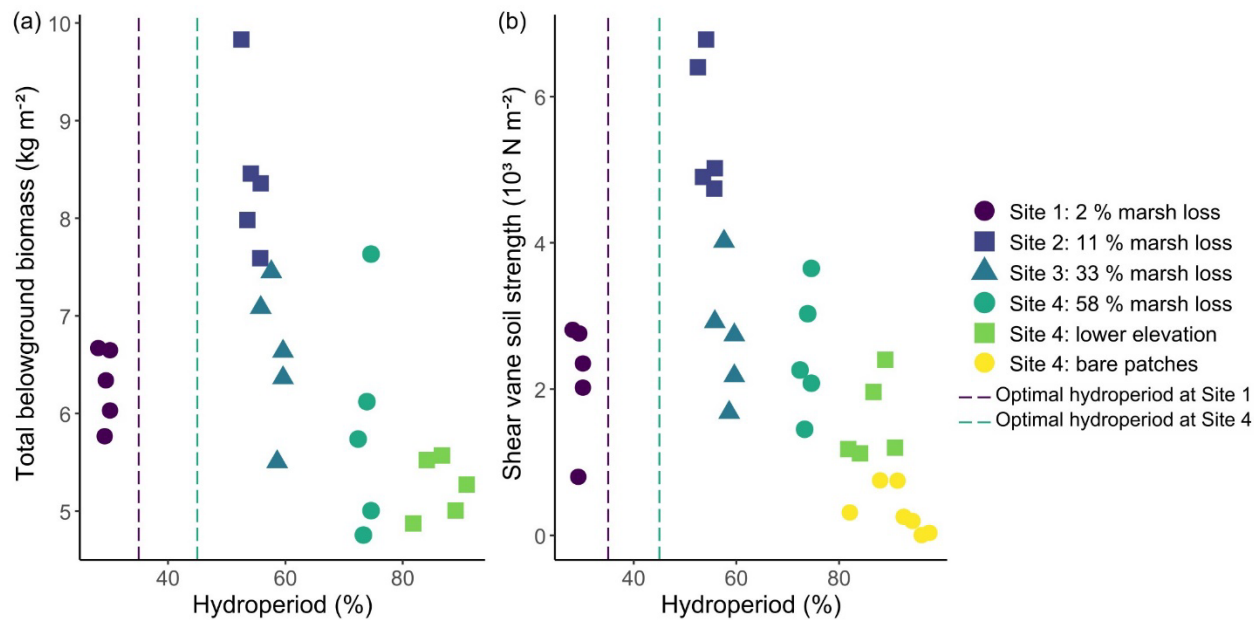 (a)
Total belowground biomass (kg m⁻²)
10
9
8
7
6
5
40
60
80
Hydroperiod (%)
(b)
Shear vane soil strength (10³ N m⁻²)
6
4
2
0
40
60
80
Hydroperiod (%)
Site 1: 2 % marsh loss
Site 2: 11 % marsh loss
Site 3: 33 % marsh loss
Site 4: 58 % marsh loss
Site 4: lower elevation
Site 4: bare patches
Optimal hydroperiod at Site 1
Optimal hydroperiod at Site 4